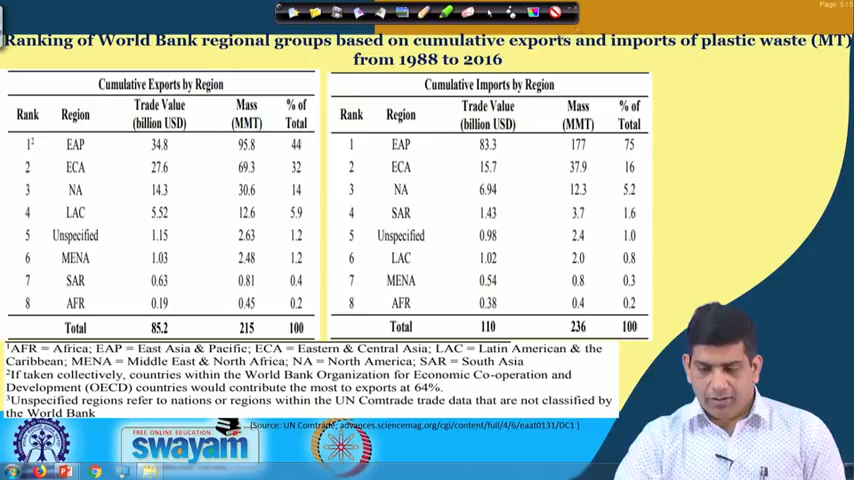 Page 5 / 5
Ranking of World Bank regional groups based on cumulative exports and imports of plastic waste (MT)
from 1988 to 2016
Cumulative Exports by Region
Rank Region Trade Value (billion USD) Mass (MMT) % of Total
1² EAP 34.8 95.8 44
2 ECA 27.6 69.3 32
3 NA 14.3 30.6 14
4 LAC 5.52 12.6 5.9
5 Unspecified 1.15 2.63 1.2
6 MENA 1.03 2.48 1.2
7 SAR 0.63 0.81 0.4
8 AFR 0.19 0.45 0.2
Total 85.2 215 100
Cumulative Imports by Region
Rank Region Trade Value (billion USD) Mass (MMT) % of Total
1 EAP 83.3 177 75
2 ECA 15.7 37.9 16
3 NA 6.94 12.3 5.2
4 SAR 1.43 3.7 1.6
5 Unspecified 0.98 2.4 1.0
6 LAC 1.02 2.0 0.8
7 MENA 0.54 0.8 0.3
8 AFR 0.38 0.4 0.2
Total 110 236 100
¹AFR = Africa; EAP = East Asia & Pacific; ECA = Eastern & Central Asia; LAC = Latin American & the
Caribbean; MENA = Middle East & North Africa; NA = North America; SAR = South Asia
²If taken collectively, countries within the World Bank Organization for Economic Co-operation and
Development (OECD) countries would contribute the most to exports at 64%.
³Unspecified regions refer to nations or regions within the UN Comtrade trade data that are not classified by
the World Bank
(Source: UN Comtrade; advances.sciencemag.org/cgi/content/full/4/6/eaat0131/DC1 )
FREE ONLINE EDUCATION
swayam